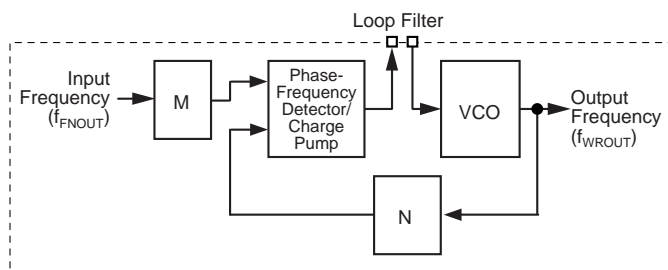 Loop Filter
Input
Frequency
(fFNOUT)
M
Phase-
Frequency
Detector/
Charge
Pump
VCO
Output
Frequency
(fWROUT)
N